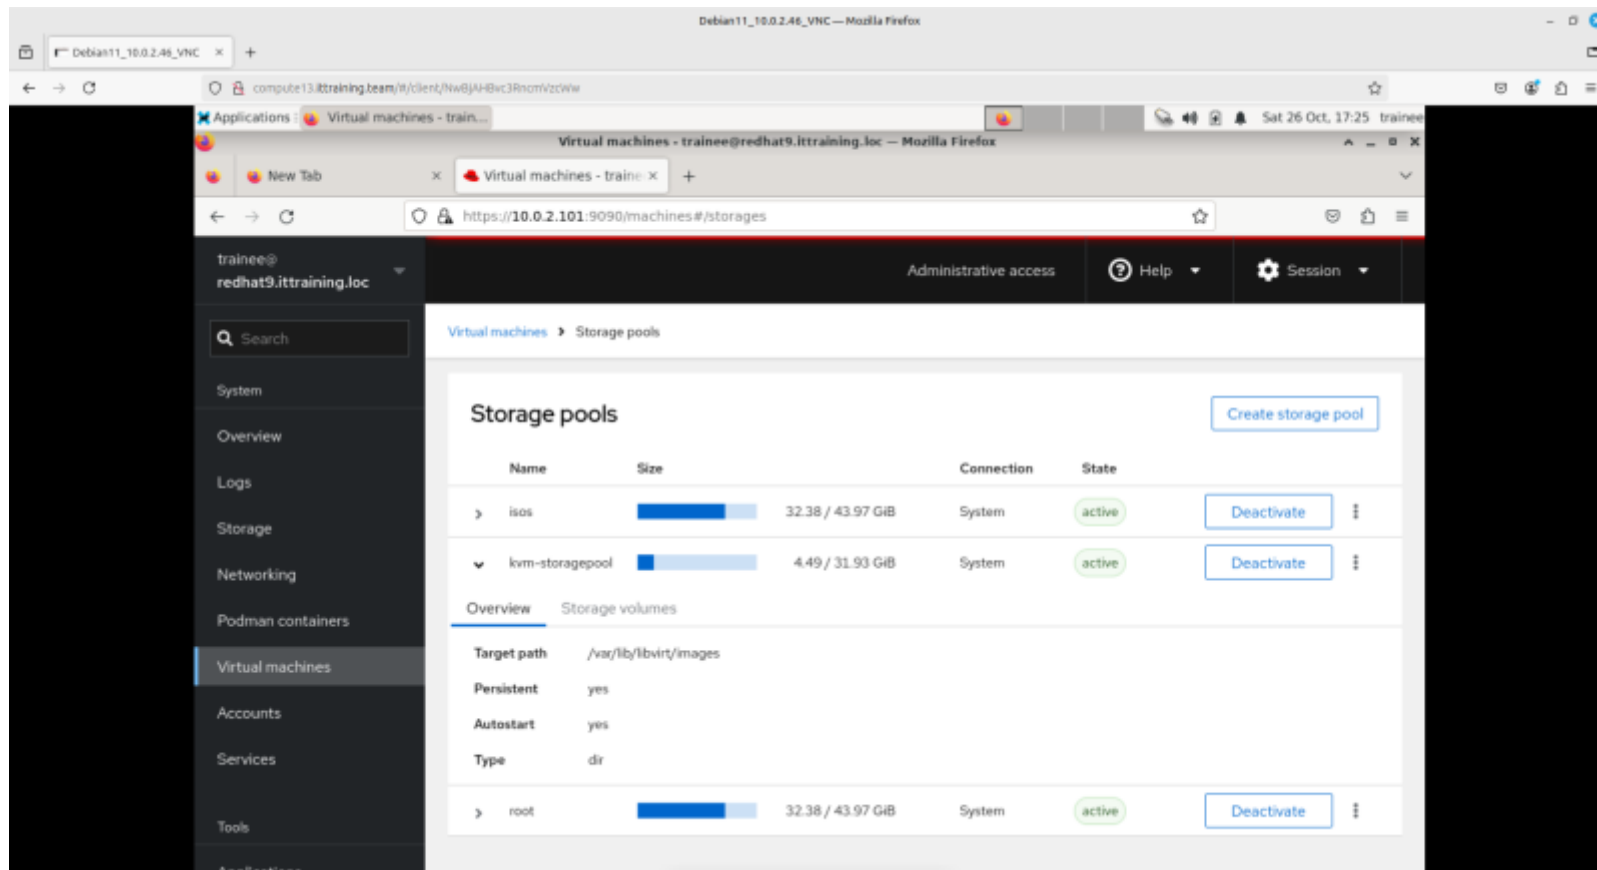 Debian11_10.0.2.46_VNC — Mozilla Firefox
Debian11_10.0.2.46_VNC × +
compute13.ittraining.team/#/client/
Applications Virtual machines - train... Sat 26 Oct, 17:25 trainee
Virtual machines - trainee@redhat9.ittraining.loc — Mozilla Firefox
New Tab × Virtual machines - traine × +
https://10.0.2.101:9090/machines#/storages
trainee@
redhat9.ittraining.loc
Administrative access Help Session
Search
Virtual machines > Storage pools
System
Overview
Logs
Storage
Networking
Podman containers
Virtual machines
Accounts
Services
Tools
Applications
Storage pools Create storage pool
Name Size Connection State
isos 32.38 / 43.97 GiB System active Deactivate
kvm-storagepool 4.49 / 31.93 GiB System active Deactivate
Overview Storage volumes
Target path /var/lib/libvirt/images
Persistent yes
Autostart yes
Type dir
root 32.38 / 43.97 GiB System active Deactivate